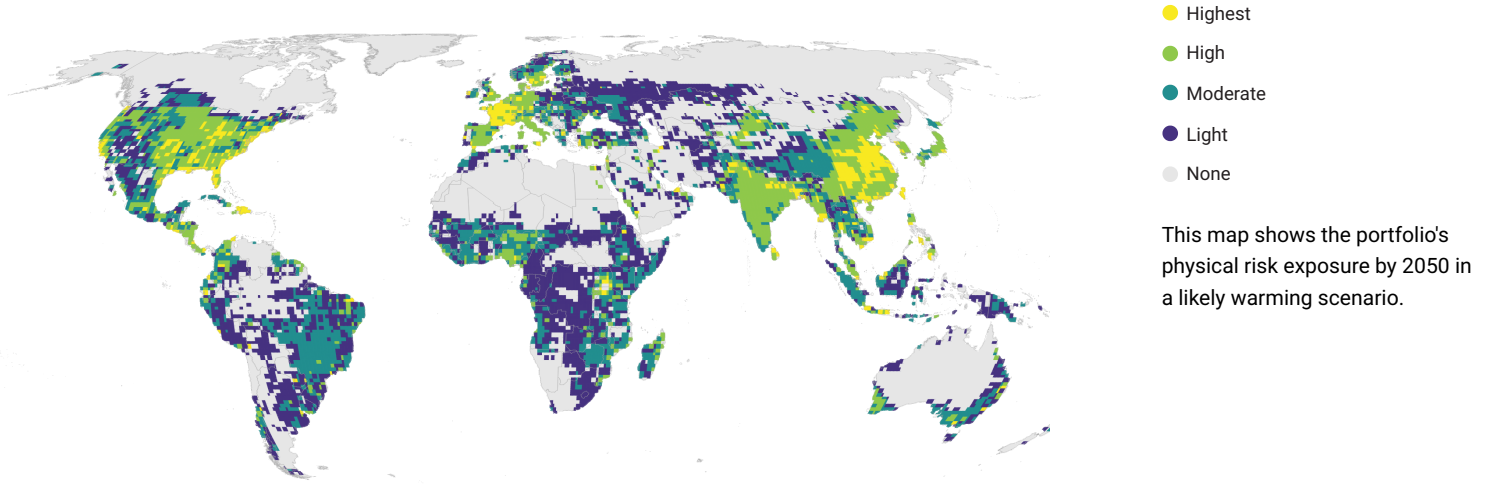 Highest
High
Moderate
Light
None
This map shows the portfolio's
physical risk exposure by 2050 in
a likely warming scenario.